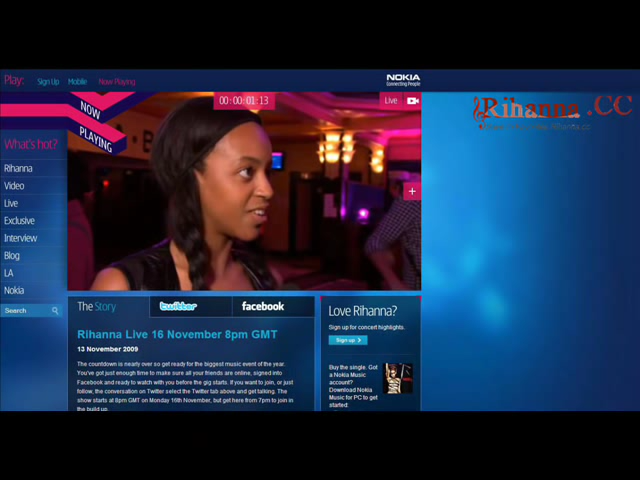 Play:
Sign Up
Mobile
Now Playing
NOKIA
Connecting People
NOW
PLAYING
00:00:01:13
Live
Rihanna.CC
What's hot?
Rihanna
Video
Live
Exclusive
Interview
Blog
LA
Nokia
Search
The Story
twitter
facebook
Rihanna Live 16 November 8pm GMT
13 November 2009
The countdown is nearly over so get ready for the biggest music event of the year.
You've got just enough time to make sure all your friends are online, signed into
Facebook and ready to watch with you before the gig starts. If you want to join, or just
follow, the conversation on Twitter select the Twitter tab above and get talking. The
show starts at 8pm GMT on Monday 16th November, but get here from 7pm to join in
the build up.
Love Rihanna?
Sign up for concert highlights.
Sign up
Buy the single. Got
a Nokia Music
account?
Download Nokia
Music for PC to get
started